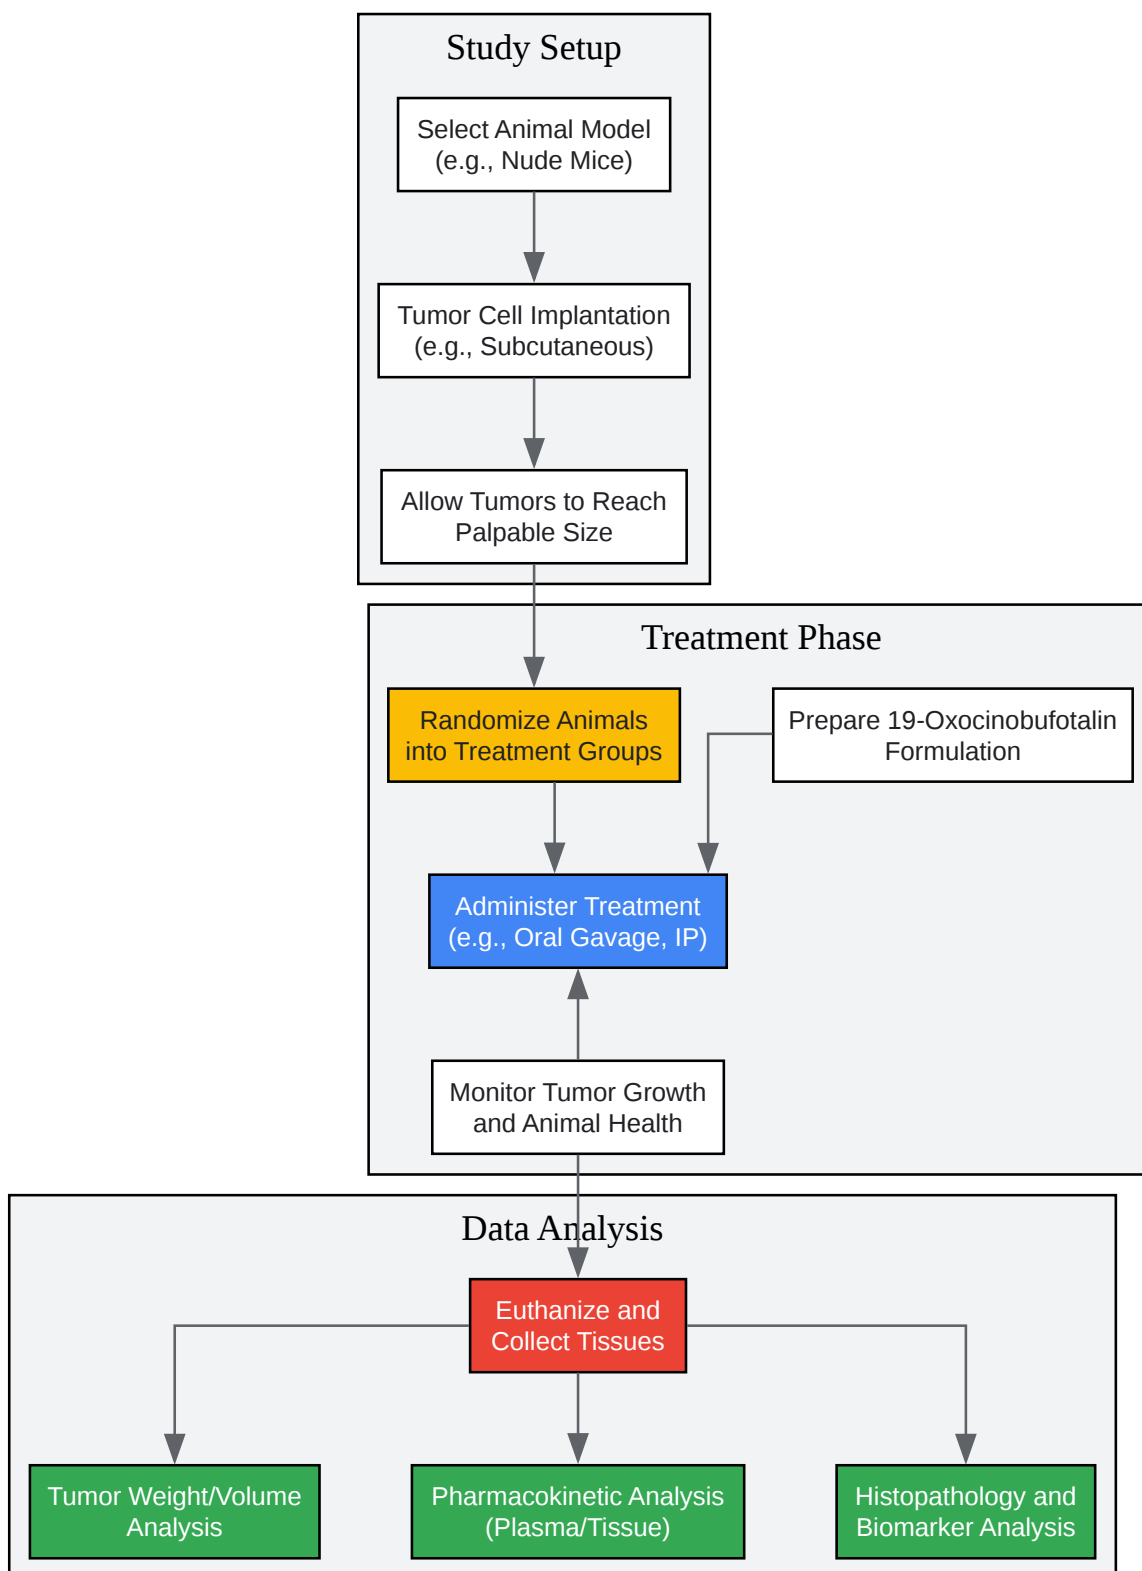 Study Setup
Select Animal Model
(e.g., Nude Mice)
Tumor Cell Implantation
(e.g., Subcutaneous)
Allow Tumors to Reach
Palpable Size
Treatment Phase
Randomize Animals
into Treatment Groups
Prepare 19-Oxocinobufotalin
Formulation
Administer Treatment
(e.g., Oral Gavage, IP)
Monitor Tumor Growth
and Animal Health
Data Analysis
Euthanize and
Collect Tissues
Tumor Weight/Volume
Analysis
Pharmacokinetic Analysis
(Plasma/Tissue)
Histopathology and
Biomarker Analysis